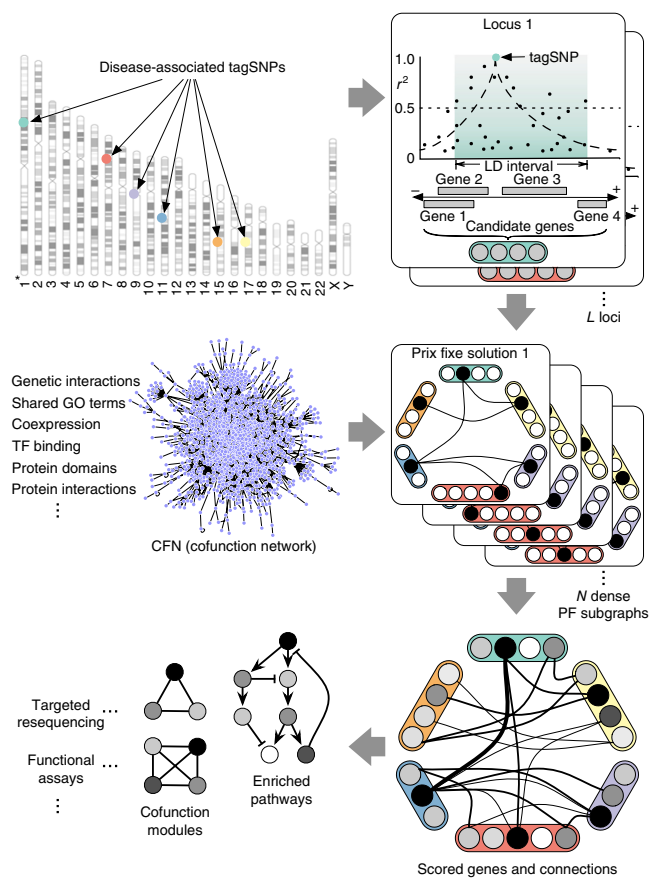 Disease-associated tagSNPs
*
1 2 3 4 5 6 7 8 9 10 11 12 13 14 15 16 17 18 19 20 21 22 X Y
Locus 1
1.0
r²
0.5
tagSNP
LD interval
Gene 2
Gene 3
–
+
Gene 1
Gene 4
+
Candidate genes
⋮
L loci
Genetic interactions
Shared GO terms
Coexpression
TF binding
Protein domains
Protein interactions
⋮
CFN (cofunction network)
Prix fixe solution 1
⋮
N dense
PF subgraphs
Targeted
resequencing ...
Functional
assays ...
⋮
Cofunction
modules
Enriched
pathways
Scored genes and connections